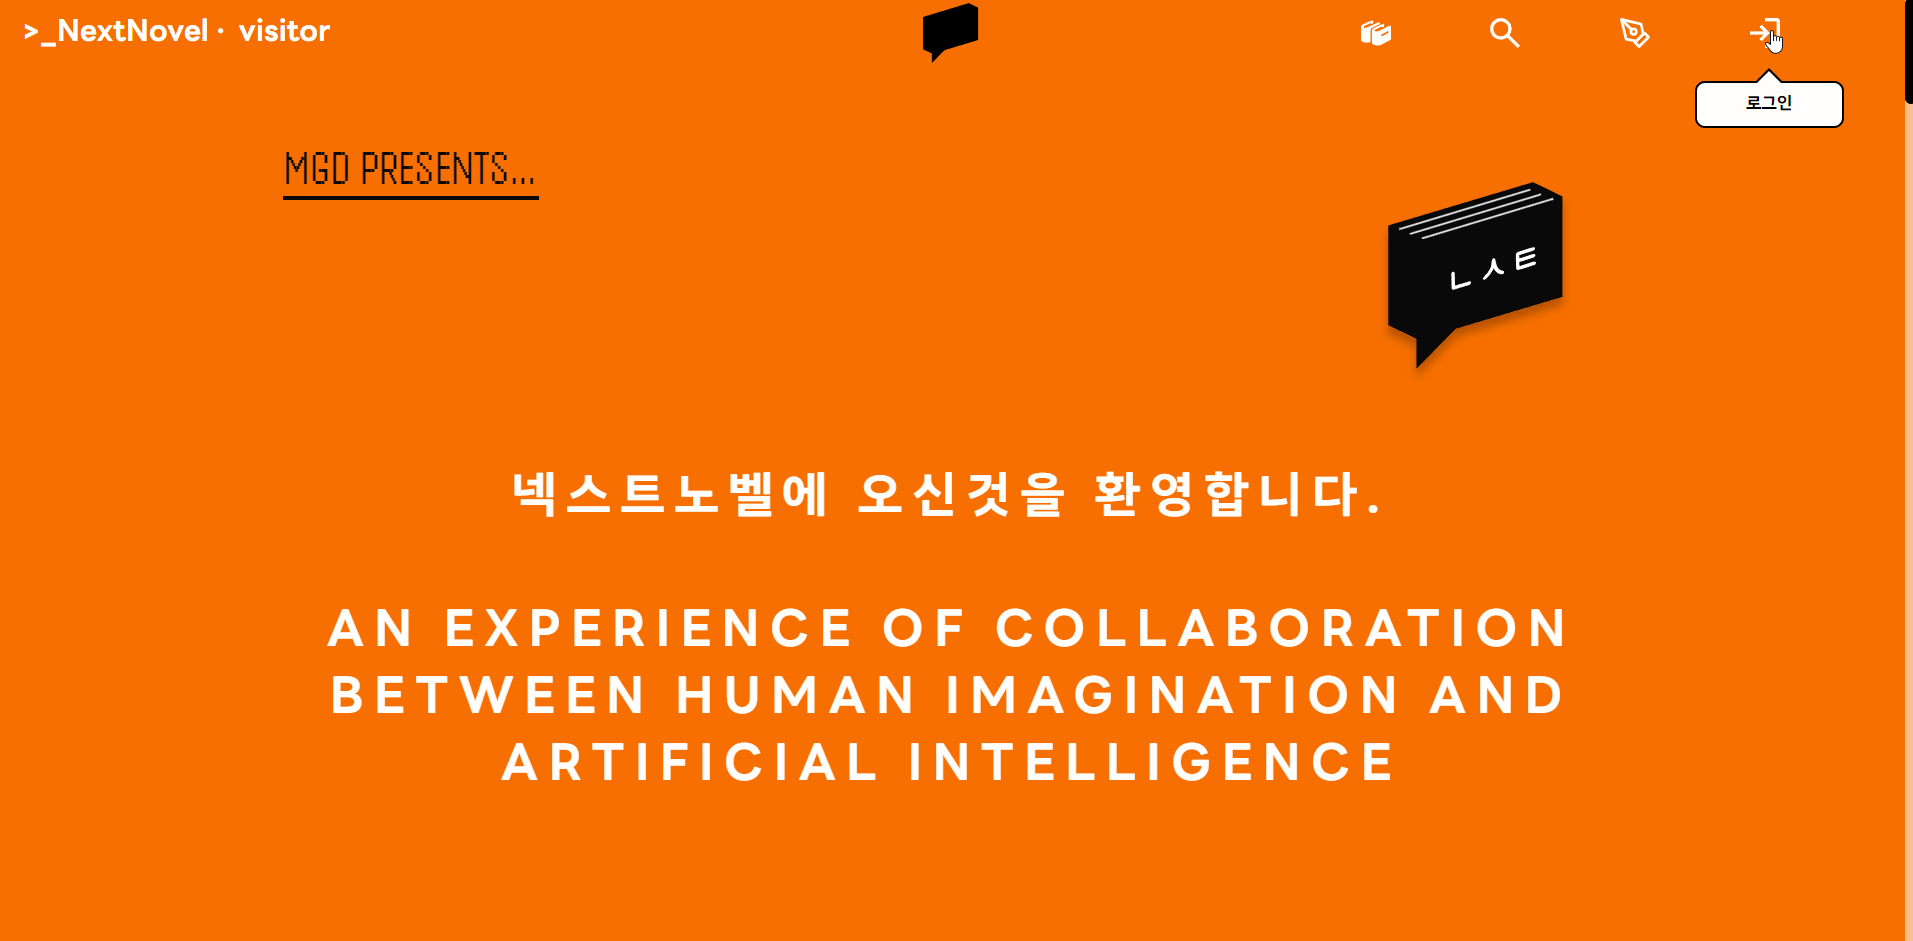 >_NextNovel · visitor
로그인
MGD PRESENTS...
ㄴㅅㅌ
넥스트노벨에 오신것을 환영합니다.
AN EXPERIENCE OF COLLABORATION
BETWEEN HUMAN IMAGINATION AND
ARTIFICIAL INTELLIGENCE